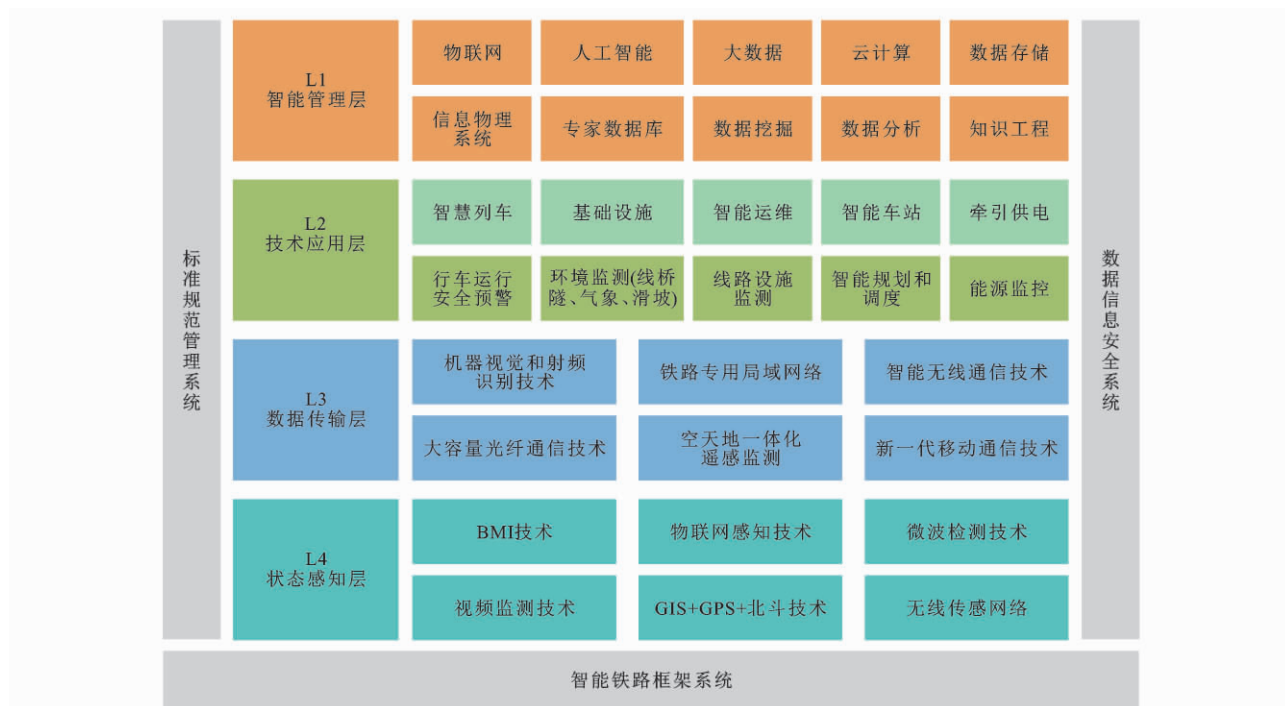 标准规范管理系统
L1
智能管理层
物联网
人工智能
大数据
云计算
数据存储
信息物理
系统
专家数据库
数据挖掘
数据分析
知识工程
L2
技术应用层
智慧列车
基础设施
智能运维
智能车站
牵引供电
行车运行
安全预警
环境监测(线桥
隧、气象、滑坡)
线路设施
监测
智能规划和
调度
能源监控
L3
数据传输层
机器视觉和射频
识别技术
铁路专用局域网络
智能无线通信技术
大容量光纤通信技术
空天地一体化
遥感监测
新一代移动通信技术
L4
状态感知层
BMI技术
物联网感知技术
微波检测技术
视频监测技术
GIS+GPS+北斗技术
无线传感网络
数据信息安全系统
智能铁路框架系统